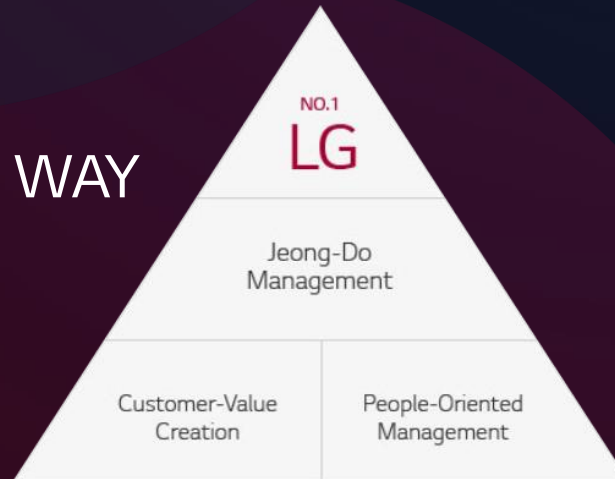 NO.1
LG
WAY
Jeong-Do
Management
Customer-Value
Creation
People-Oriented
Management